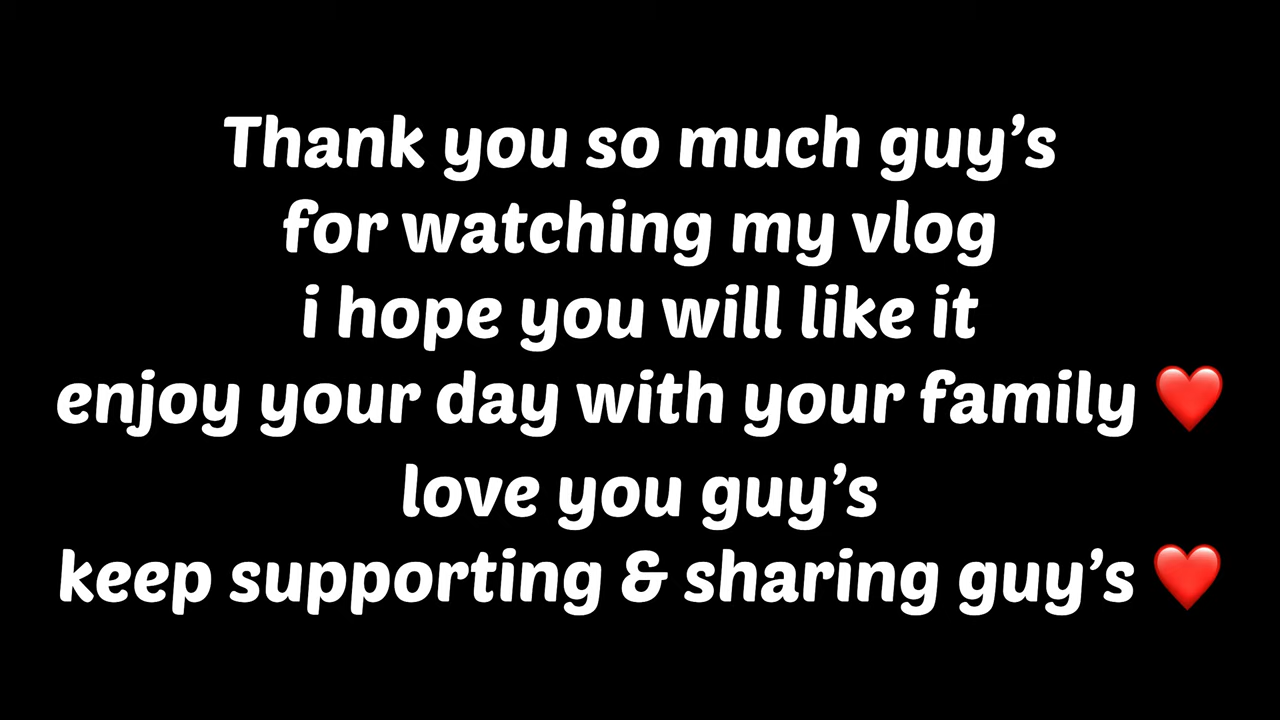 Thank you so much guy’s
for watching my vlog
i hope you will like it
enjoy your day with your family ❤️
love you guy’s
keep supporting & sharing guy’s ❤️